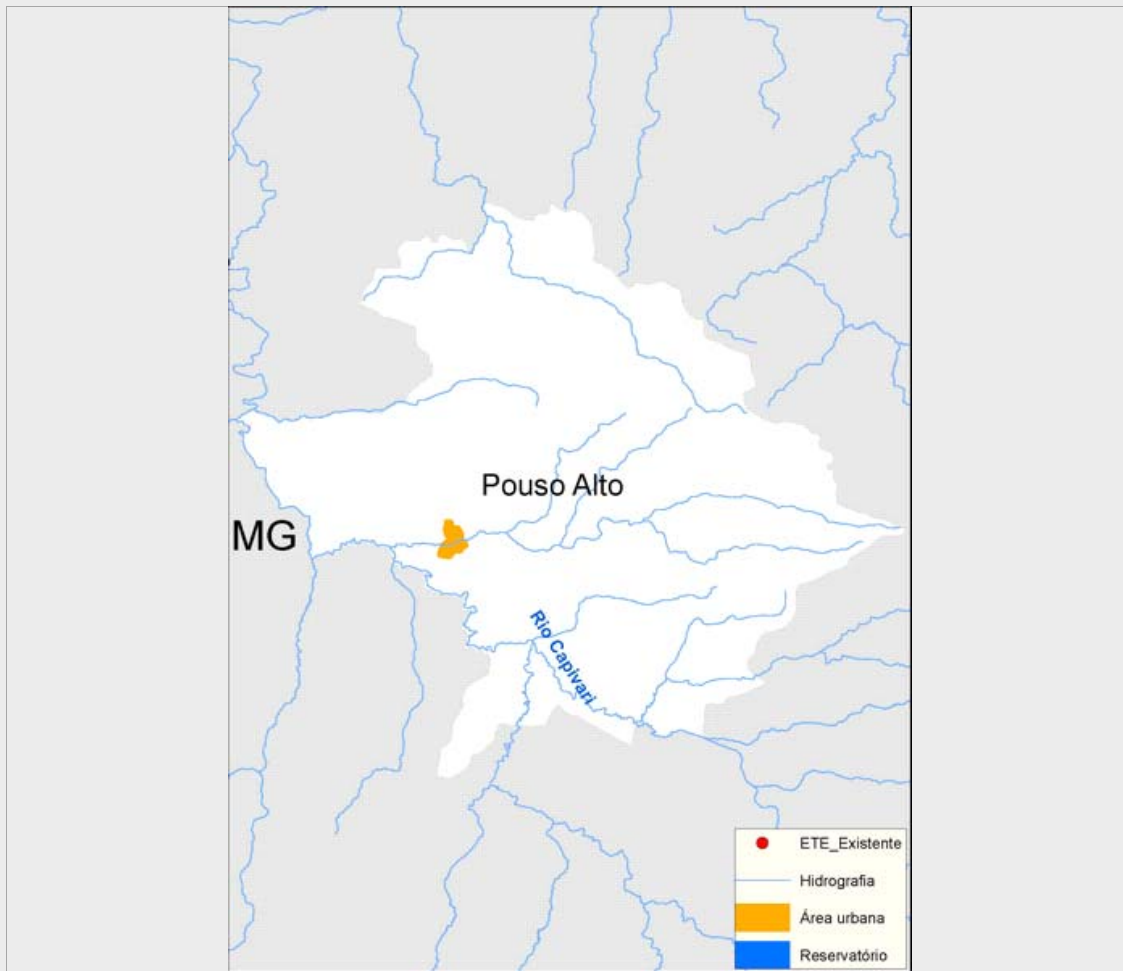 Pouso Alto
MG
Rio Capivari
ETE_Existente
Hidrografia
Área urbana
Reservatório